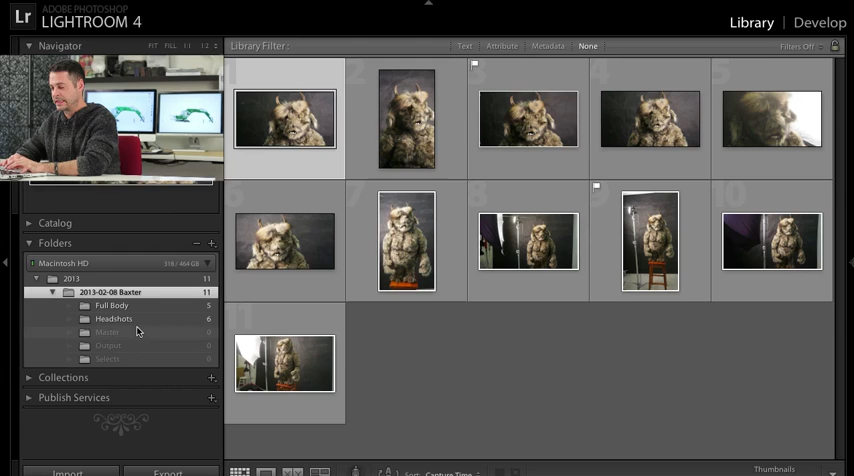 Lr
ADOBE PHOTOSHOP
LIGHTROOM 4
Library | Develop
Navigator FIT FILL 1:1 1:2
Library Filter : Text Attribute Metadata None Filters Off
1 2 3 4 5
6 7 8 9 10
11
Catalog
Folders
Macintosh HD 318 / 464 GB
2013 11
2013-02-08 Baxter 11
Full Body 5
Headshots 6
Master 0
Output 0
Selects 0
Collections
Publish Services
Import Export
Sort: Capture Time
Thumbnails